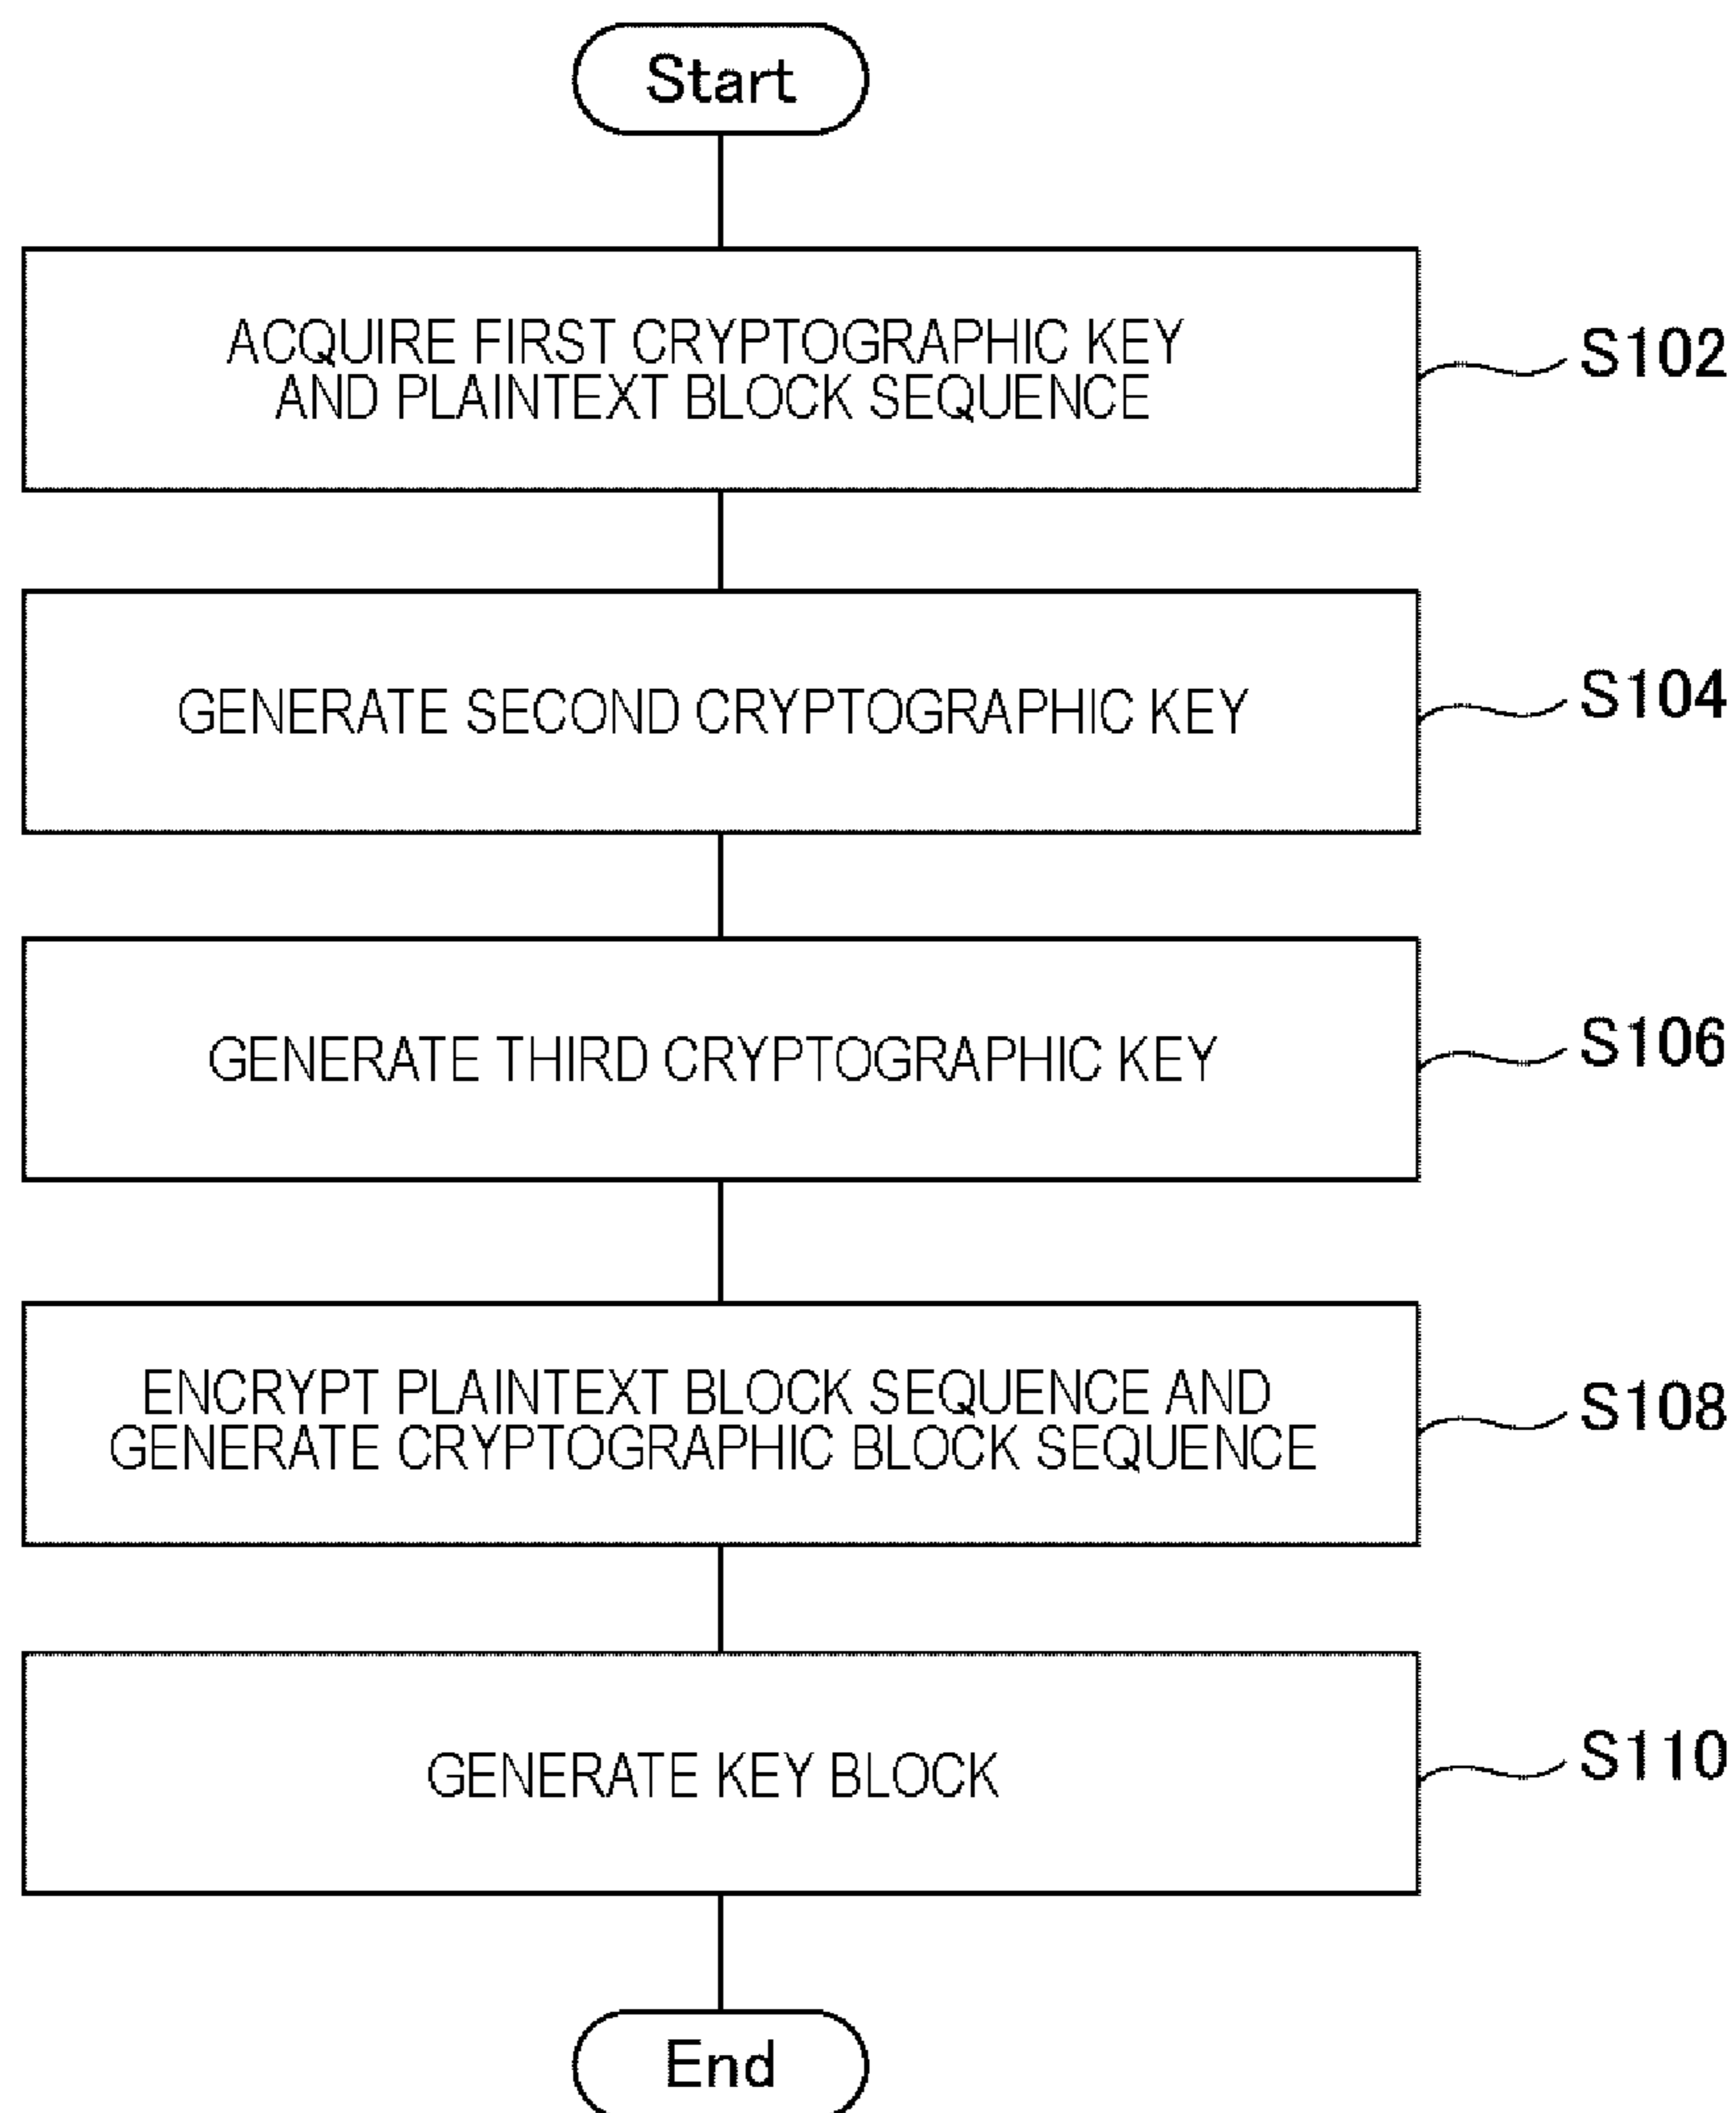 Start
ACQUIRE FIRST CRYPTOGRAPHIC KEY
AND PLAINTEXT BLOCK SEQUENCE
S102
GENERATE SECOND CRYPTOGRAPHIC KEY
S104
GENERATE THIRD CRYPTOGRAPHIC KEY
S106
ENCRYPT PLAINTEXT BLOCK SEQUENCE AND
GENERATE CRYPTOGRAPHIC BLOCK SEQUENCE
S108
GENERATE KEY BLOCK
S110
End